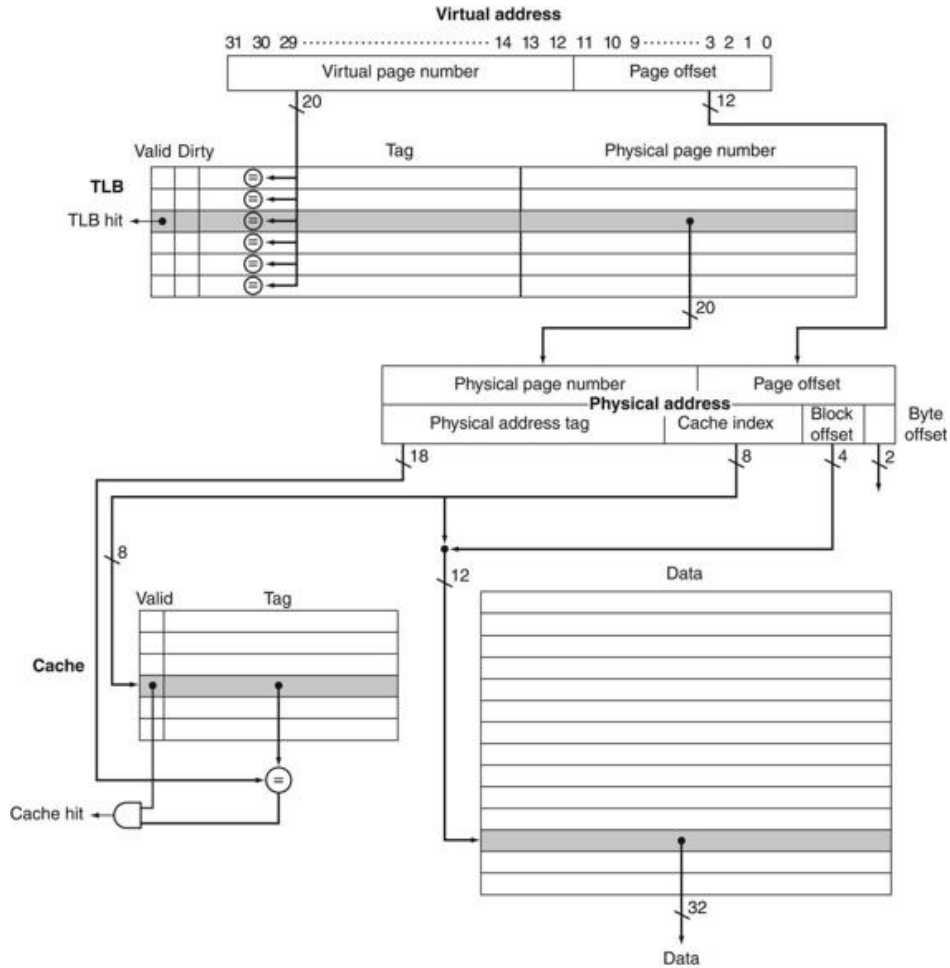 Virtual address
31 30 29 ........................... 14 13 12 11 10 9 ......... 3 2 1 0
Virtual page number Page offset
20 12
Valid Dirty Tag Physical page number
TLB
TLB hit
=
=
=
=
=
=
20
Physical page number Page offset
Physical address
Physical address tag Cache index Block offset Byte offset
18 8 4 2
8
12
Data
Valid Tag
Cache
=
Cache hit
32
Data